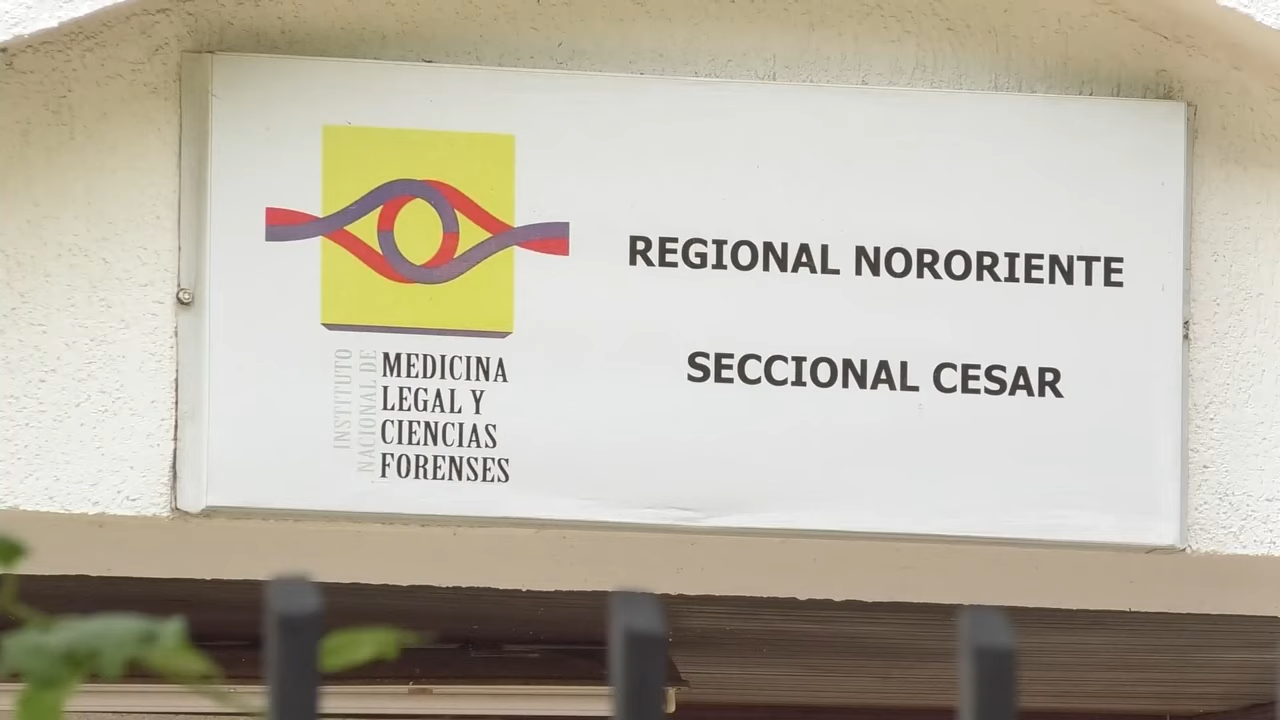 INSTITUTO
NACIONAL DE
MEDICINA
LEGAL Y
CIENCIAS
FORENSES
REGIONAL NORORIENTE
SECCIONAL CESAR